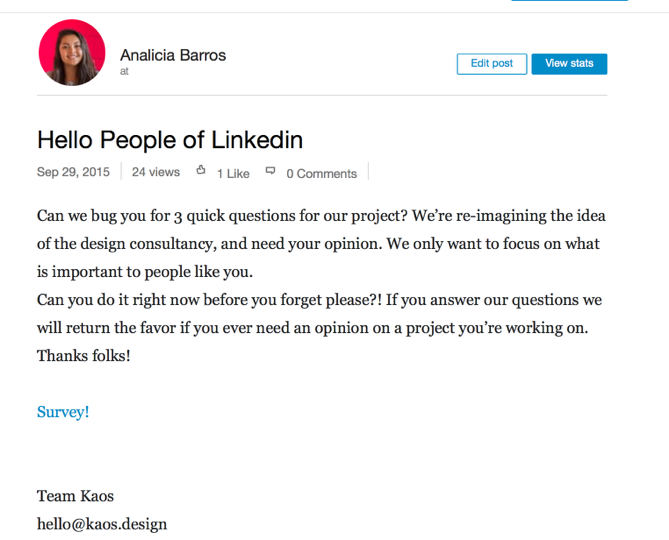 Analicia Barros
at
Edit post
View stats
Hello People of Linkedin
Sep 29, 2015 24 views 1 Like 0 Comments
Can we bug you for 3 quick questions for our project? We’re re-imagining the idea
of the design consultancy, and need your opinion. We only want to focus on what
is important to people like you.
Can you do it right now before you forget please?! If you answer our questions we
will return the favor if you ever need an opinion on a project you’re working on.
Thanks folks!
Survey!
Team Kaos
hello@kaos.design